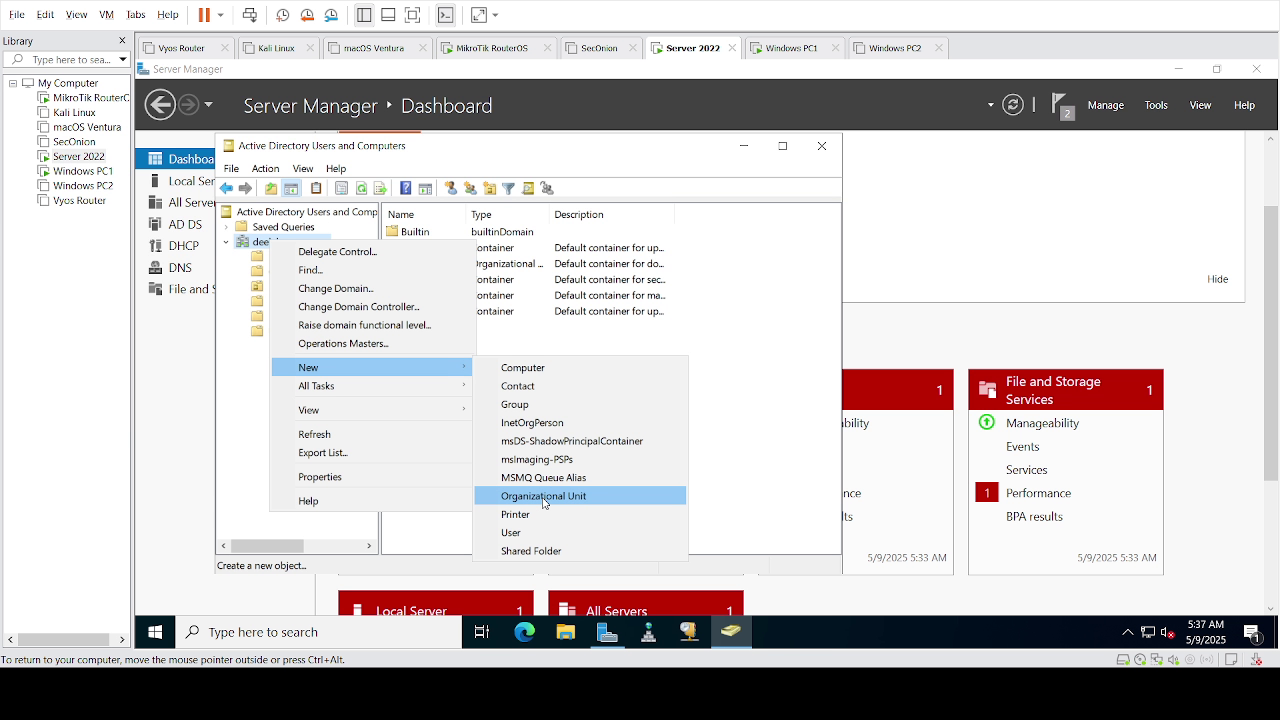 File Edit View VM Tabs Help
Library
Type here to sea...
Vyos Router
Kali Linux
macOS Ventura
MikroTik RouterOS
SecOnion
Server 2022
Windows PC1
Windows PC2
My Computer
MikroTik RouterO
Kali Linux
macOS Ventura
SecOnion
Server 2022
Windows PC1
Windows PC2
Vyos Router
Server Manager
Server Manager • Dashboard
2
Manage Tools View Help
Dashboa
Local Ser
All Server
AD DS
DHCP
DNS
File and S
Active Directory Users and Computers
File Action View Help
Active Directory Users and Comp
Saved Queries
Name Type Description
Builtin builtinDomain
ontainer Default container for up...
rganizational ... Default container for do...
ontainer Default container for sec...
ontainer Default container for ma...
ontainer Default container for up...
Delegate Control...
Find...
Change Domain...
Change Domain Controller...
Raise domain functional level...
Operations Masters...
New
All Tasks
View
Refresh
Export List...
Properties
Help
Computer
Contact
Group
InetOrgPerson
msDS-ShadowPrincipalContainer
msImaging-PSPs
MSMQ Queue Alias
Organizational Unit
Printer
User
Shared Folder
Create a new object...
Hide
1
bility
nce
lts
5/9/2025 5:33 AM
File and Storage
Services
1
Manageability
Events
Services
1 Performance
BPA results
5/9/2025 5:33 AM
Local Server 1
All Servers 1
Type here to search
5:37 AM
5/9/2025
1
To return to your computer, move the mouse pointer outside or press Ctrl+Alt.